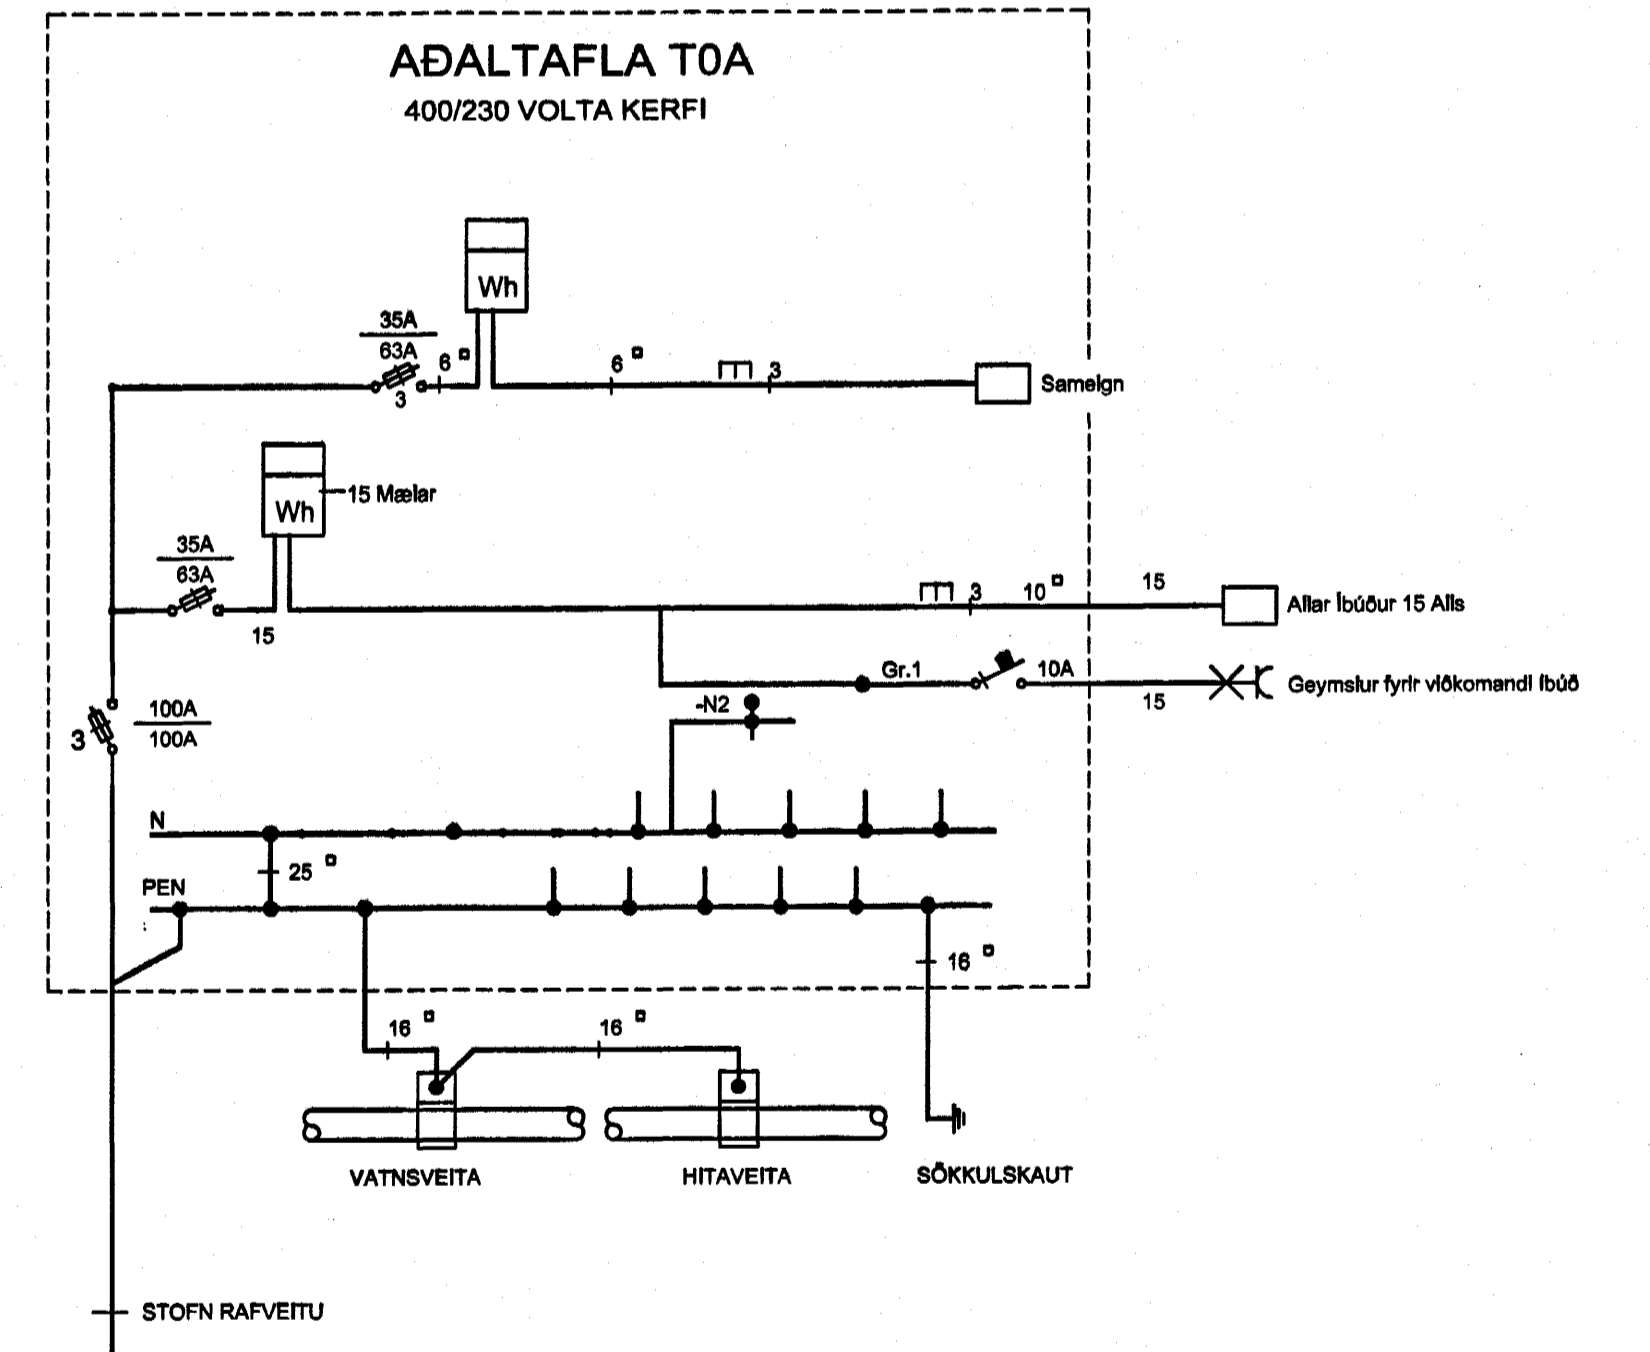 AÐALTAFLA T0A
400/230 VOLTA KERFI
Wh
35A
63A
3
6 □
6 □
3
Sameign
Wh
15 Mælar
35A
63A
15
3
10 □
15
Allar Íbúður 15 Alls
Gr.1
10A
15
Geymslur fyrir viðkomandi íbúð
-N2
3
100A
100A
N
25 □
PEN
16 □
16 □
16 □
VATNSVEITA
HITAVEITA
SÖKKULSKAUT
STOFN RAFVEITU